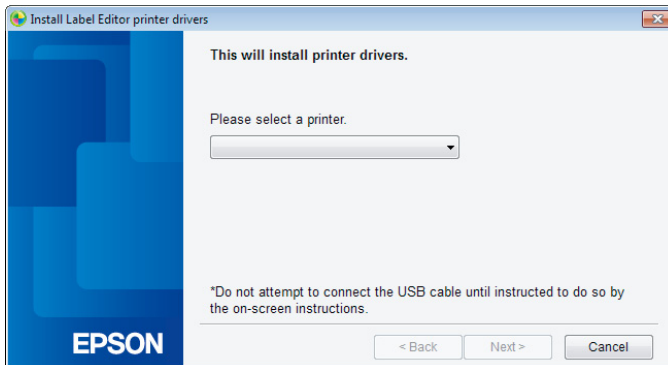 Install Label Editor printer drivers
This will install printer drivers.
Please select a printer.
*Do not attempt to connect the USB cable until instructed to do so by
the on-screen instructions.
EPSON
< Back Next > Cancel